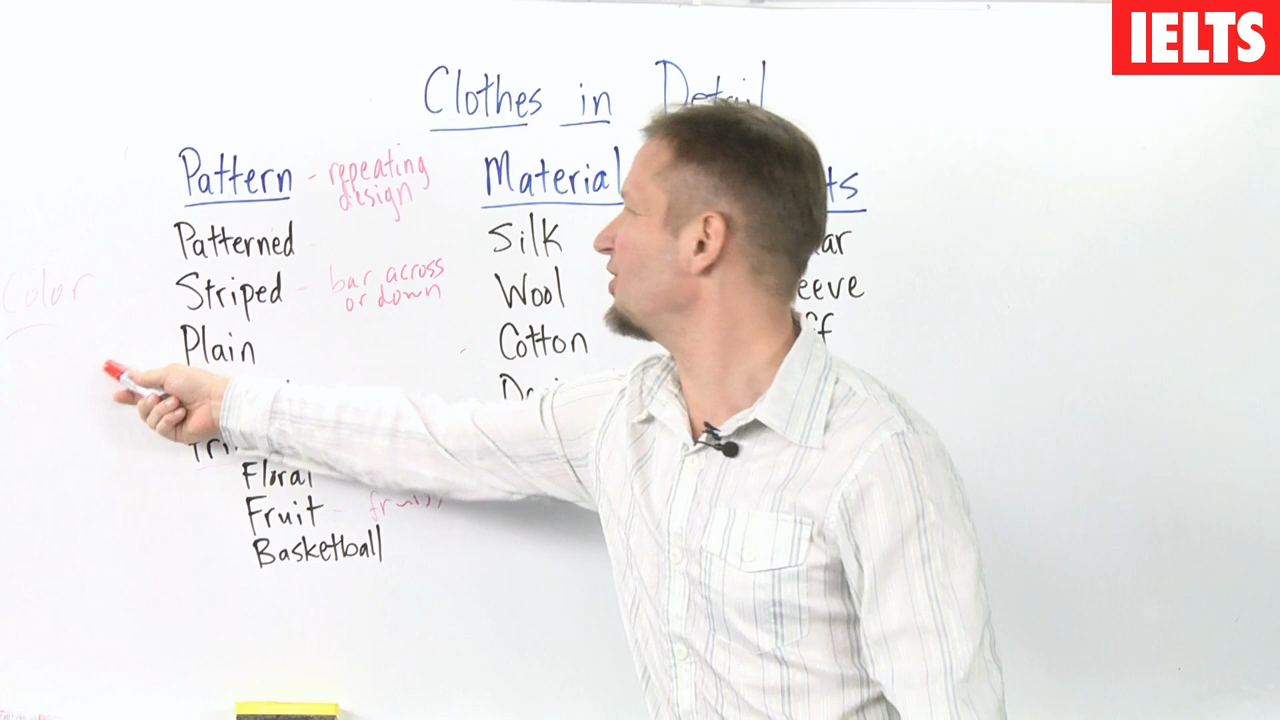 IELTS
Clothes in Detail
Pattern - repeating
design
Material
Patterned
Silk
Striped - bar across
or down
Wool
Color
Plain
Cotton
Floral
Fruit -
Basketball